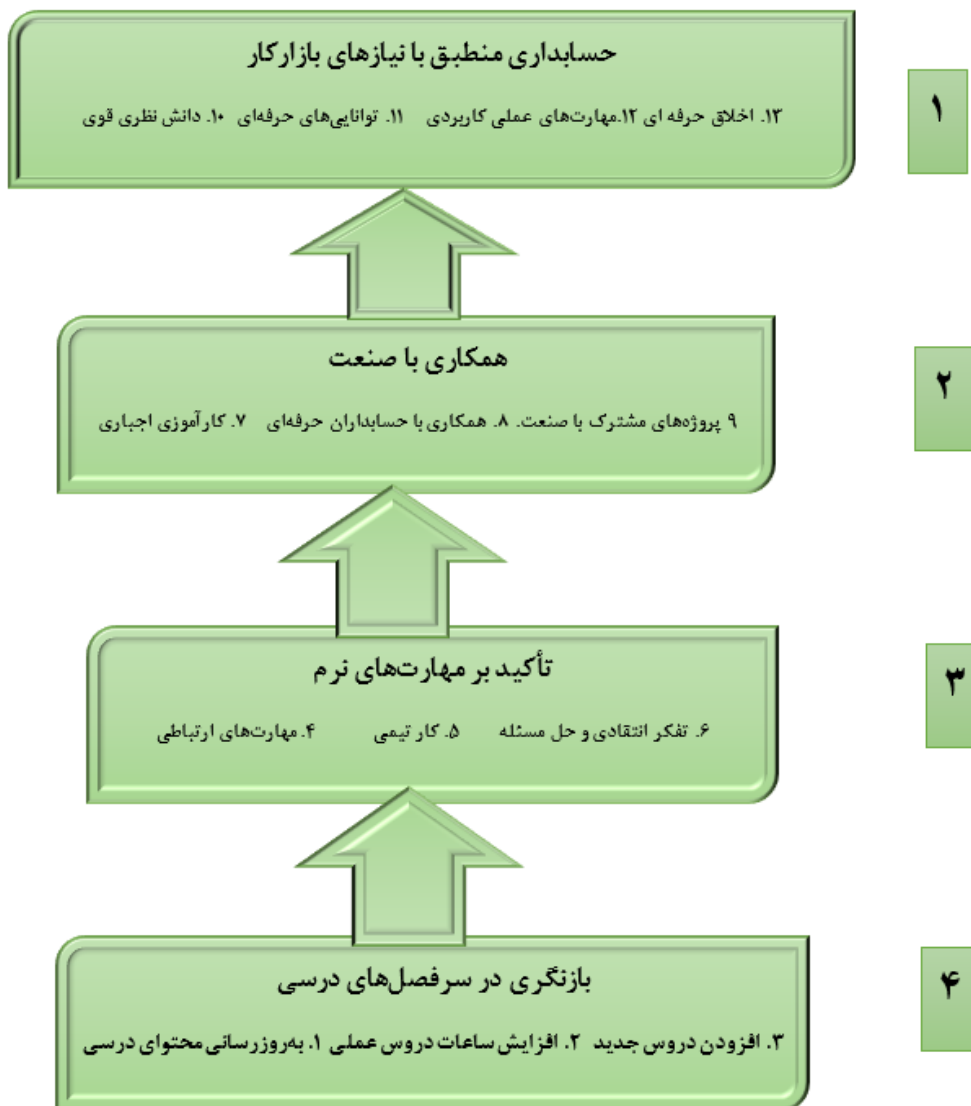 حسابداری منطبق با نیازهای بازار کار
۱۳. اخلاق حرفه ای ۱۲.مهارت‌های عملی کاربردی ۱۱. توانایی‌های حرفه‌ای ۱۰. دانش نظری قوی
۱
همکاری با صنعت
۹ پروژه‌های مشترک با صنعت. ۸. همکاری با حسابداران حرفه‌ای ۷. کارآموزی اجباری
۲
تأکید بر مهارت‌های نرم
۶. تفکر انتقادی و حل مسئله ۵. کار تیمی ۴. مهارت‌های ارتباطی
۳
بازنگری در سرفصل‌های درسی
۳. افزودن دروس جدید ۲. افزایش ساعات دروس عملی ۱. به‌روزرسانی محتوای درسی
۴